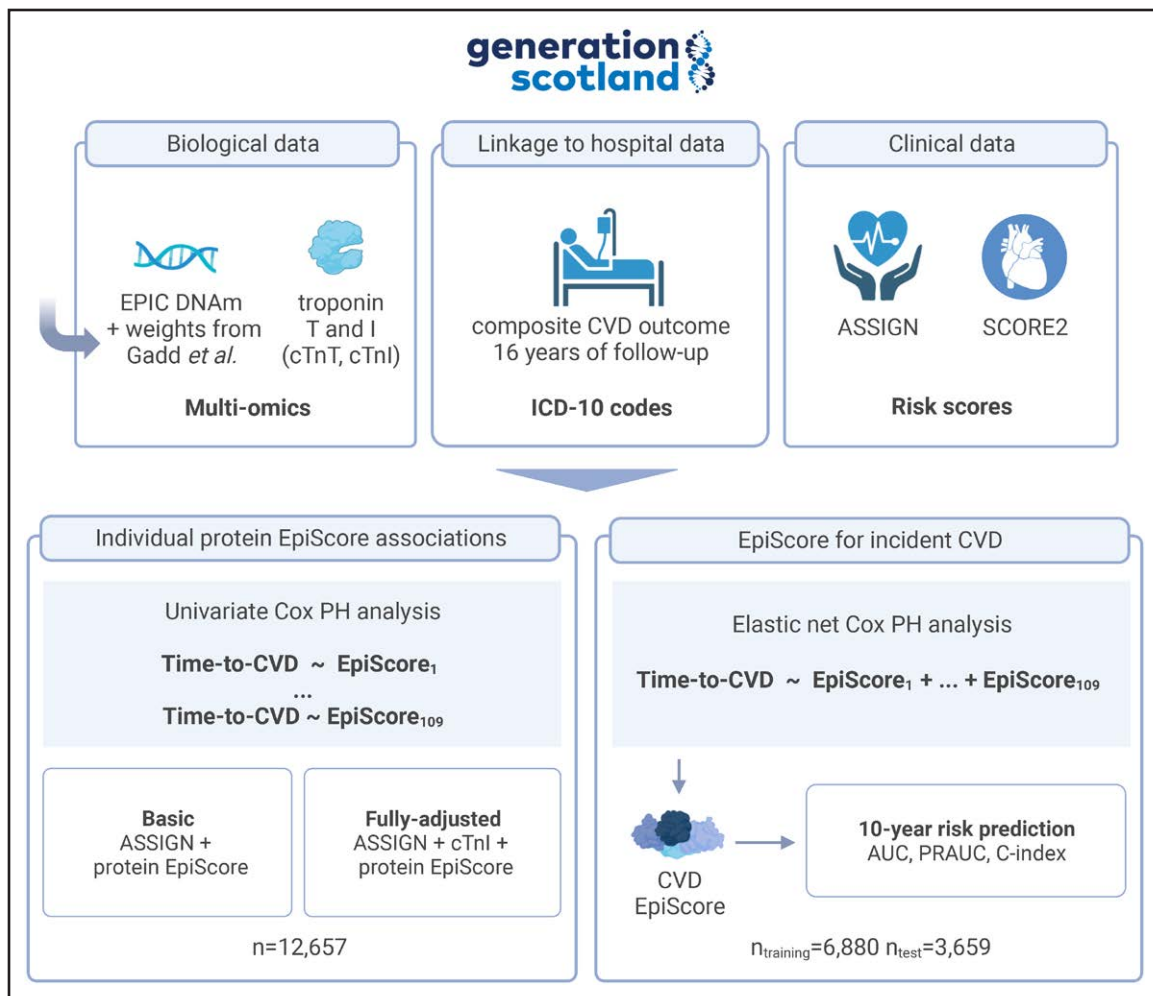 generation
scotland
Biological data
EPIC DNAm
+ weights from
Gadd et al.
troponin
T and I
(cTnT, cTnI)
Multi-omics
Linkage to hospital data
composite CVD outcome
16 years of follow-up
ICD-10 codes
Clinical data
ASSIGN
SCORE2
Risk scores
Individual protein EpiScore associations
Univariate Cox PH analysis
Time-to-CVD ~ EpiScore₁
...
Time-to-CVD ~ EpiScore₁₀₉
Basic
ASSIGN +
protein EpiScore
Fully-adjusted
ASSIGN + cTnI +
protein EpiScore
n=12,657
EpiScore for incident CVD
Elastic net Cox PH analysis
Time-to-CVD ~ EpiScore₁ + ... + EpiScore₁₀₉
CVD
EpiScore
10-year risk prediction
AUC, PRAUC, C-index
n_training=6,880 n_test=3,659